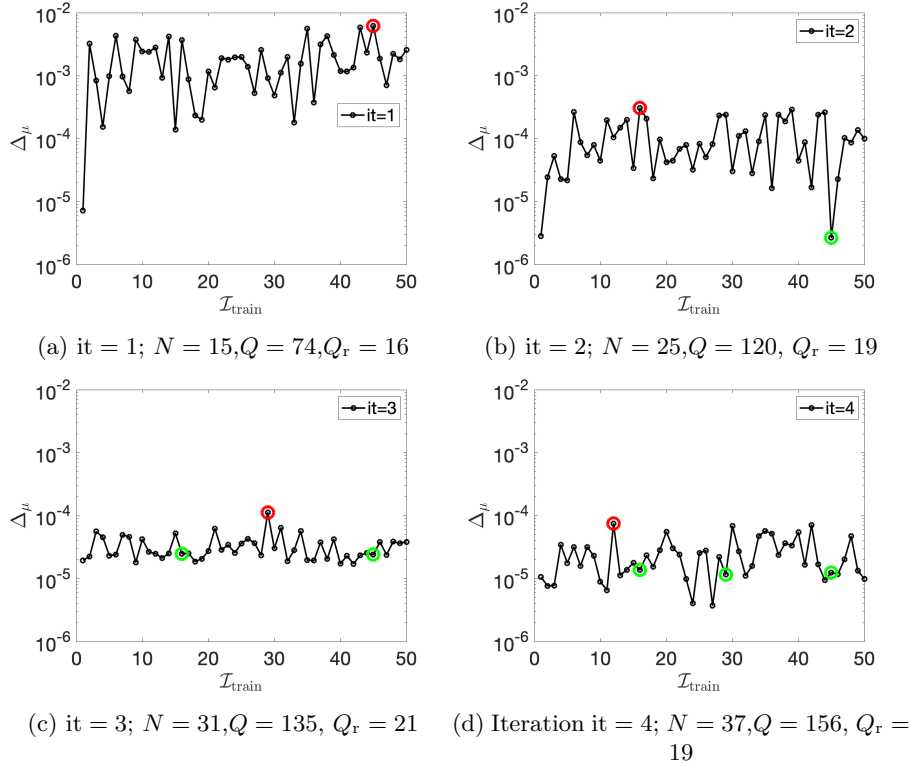 10^-2
10^-3
10^-4
10^-5
10^-6
Δ_μ
it=1
0 10 20 30 40 50
𝓘_train
(a) it = 1; N = 15,Q = 74,Q_r = 16
10^-2
10^-3
10^-4
10^-5
10^-6
Δ_μ
it=2
0 10 20 30 40 50
𝓘_train
(b) it = 2; N = 25,Q = 120, Q_r = 19
10^-2
10^-3
10^-4
10^-5
10^-6
Δ_μ
it=3
0 10 20 30 40 50
𝓘_train
(c) it = 3; N = 31,Q = 135, Q_r = 21
10^-2
10^-3
10^-4
10^-5
10^-6
Δ_μ
it=4
0 10 20 30 40 50
𝓘_train
(d) Iteration it = 4; N = 37,Q = 156, Q_r =
19